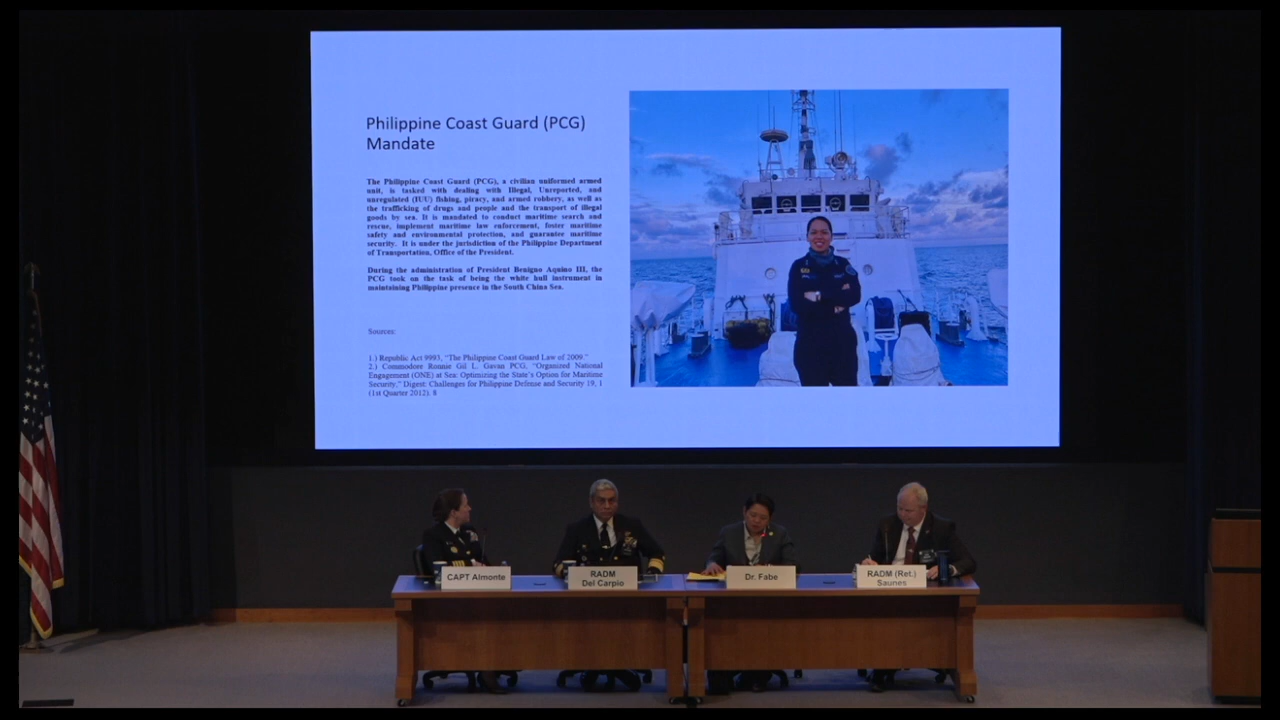 Philippine Coast Guard (PCG)
Mandate
The Philippine Coast Guard (PCG), a civilian uniformed armed
unit, is tasked with dealing with Illegal, Unreported, and
unregulated (IUU) fishing, piracy, and armed robbery, as well as
the trafficking of drugs and people and the transport of illegal
goods by sea. It is mandated to conduct maritime search and
rescue, implement maritime law enforcement, foster maritime
safety and environmental protection, and guarantee maritime
security. It is under the jurisdiction of the Philippine Department
of Transportation, Office of the President.
During the administration of President Benigno Aquino III, the
PCG took on the task of being the white hull instrument in
maintaining Philippine presence in the South China Sea.
Sources:
1.) Republic Act 9993, “The Philippine Coast Guard Law of 2009.”
2.) Commodore Ronnie Gil L. Gavan PCG, “Organized National
Engagement (ONE) at Sea: Optimizing the State’s Option for Maritime
Security,” Digest: Challenges for Philippine Defense and Security 19, 1
(1st Quarter 2012). 8
CAPT Almonte
RADM
Del Carpio
Dr. Fabe
RADM (Ret.)
Saunes